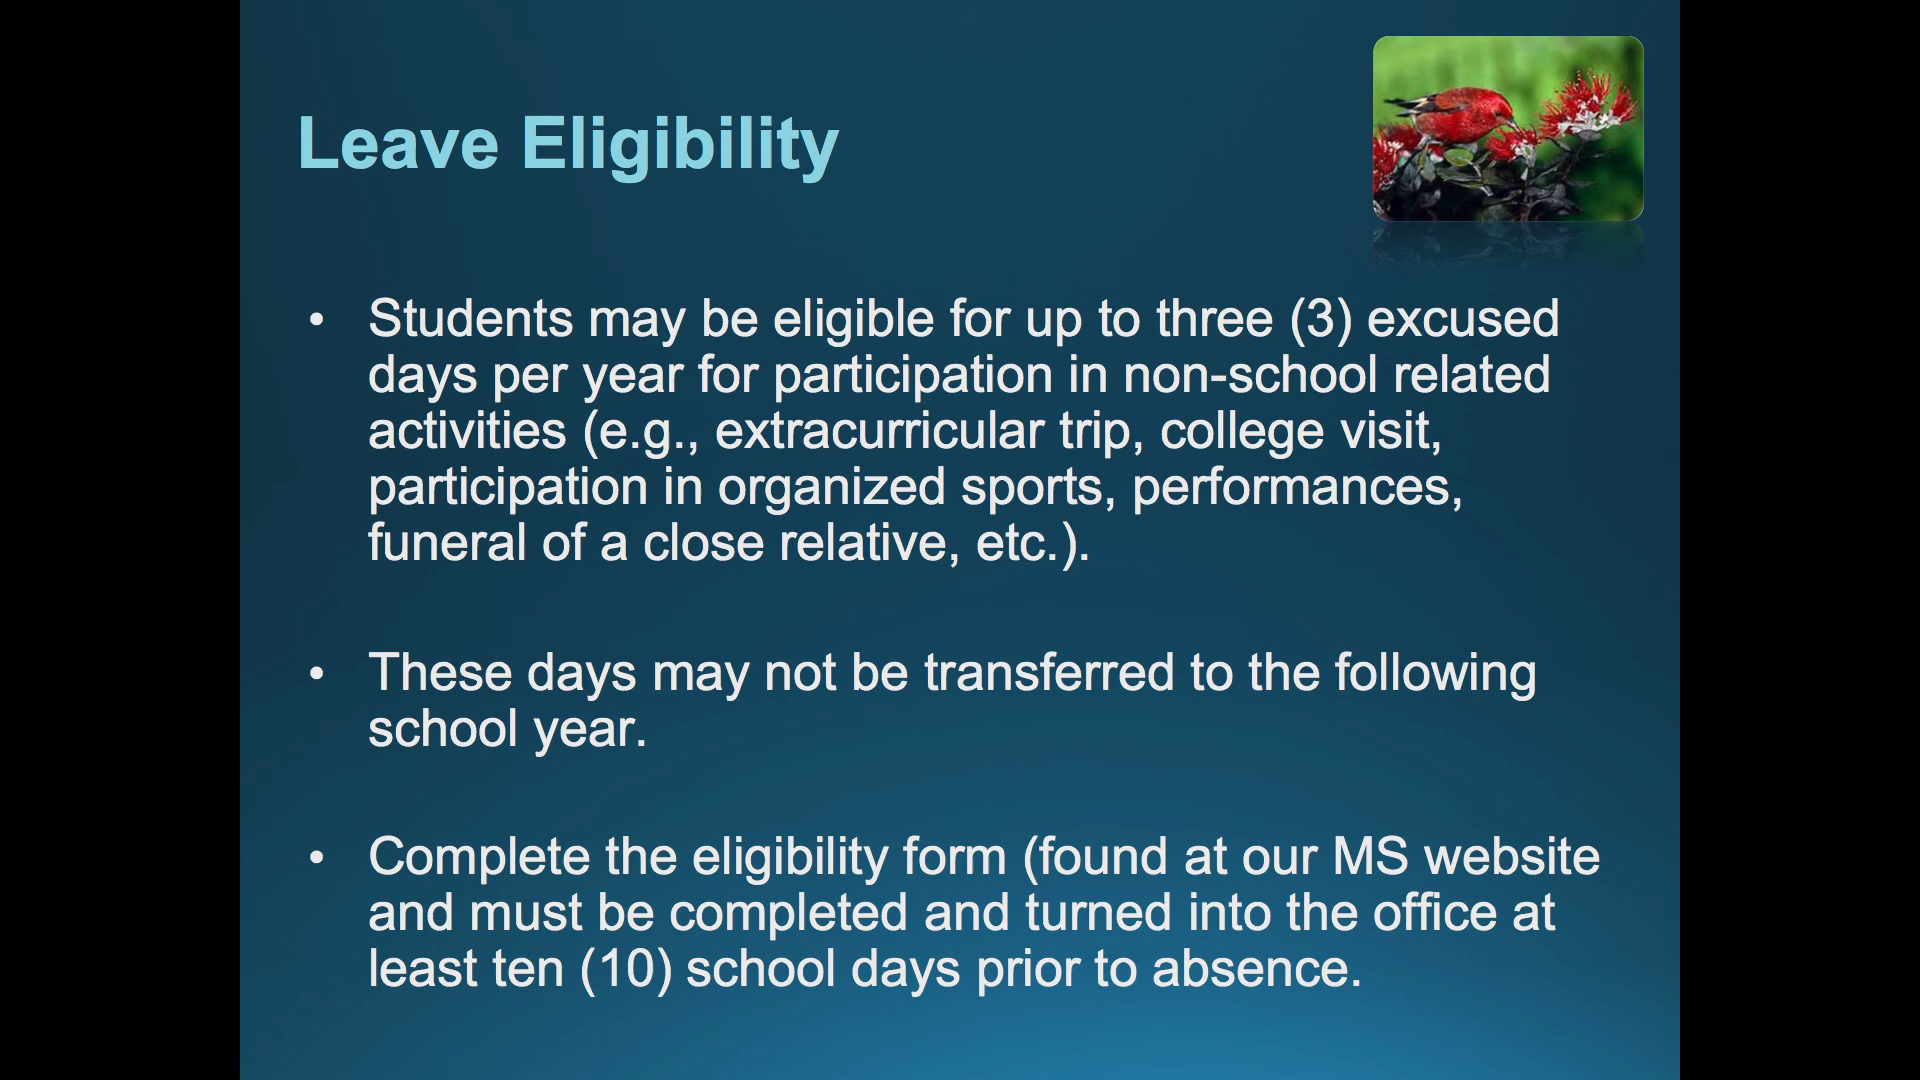 Leave Eligibility
• Students may be eligible for up to three (3) excused
days per year for participation in non-school related
activities (e.g., extracurricular trip, college visit,
participation in organized sports, performances,
funeral of a close relative, etc.).
• These days may not be transferred to the following
school year.
• Complete the eligibility form (found at our MS website
and must be completed and turned into the office at
least ten (10) school days prior to absence.